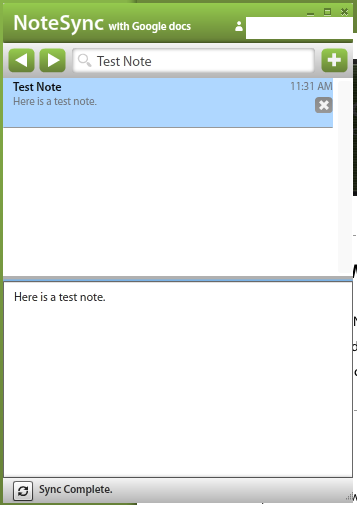 NoteSync with Google docs
Test Note
Test Note 11:31 AM
Here is a test note.
Here is a test note.
Sync Complete.